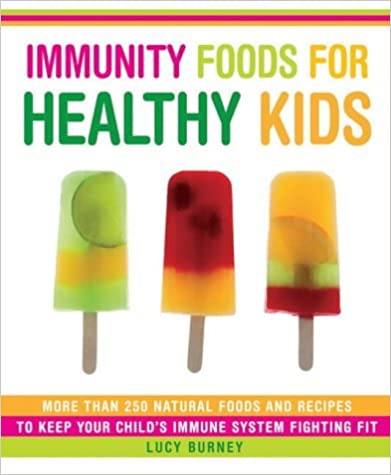 IMMUNITY FOODS FOR
HEALTHY KIDS
MORE THAN 250 NATURAL FOODS AND RECIPES
TO KEEP YOUR CHILD'S IMMUNE SYSTEM FIGHTING FIT
LUCY BURNEY